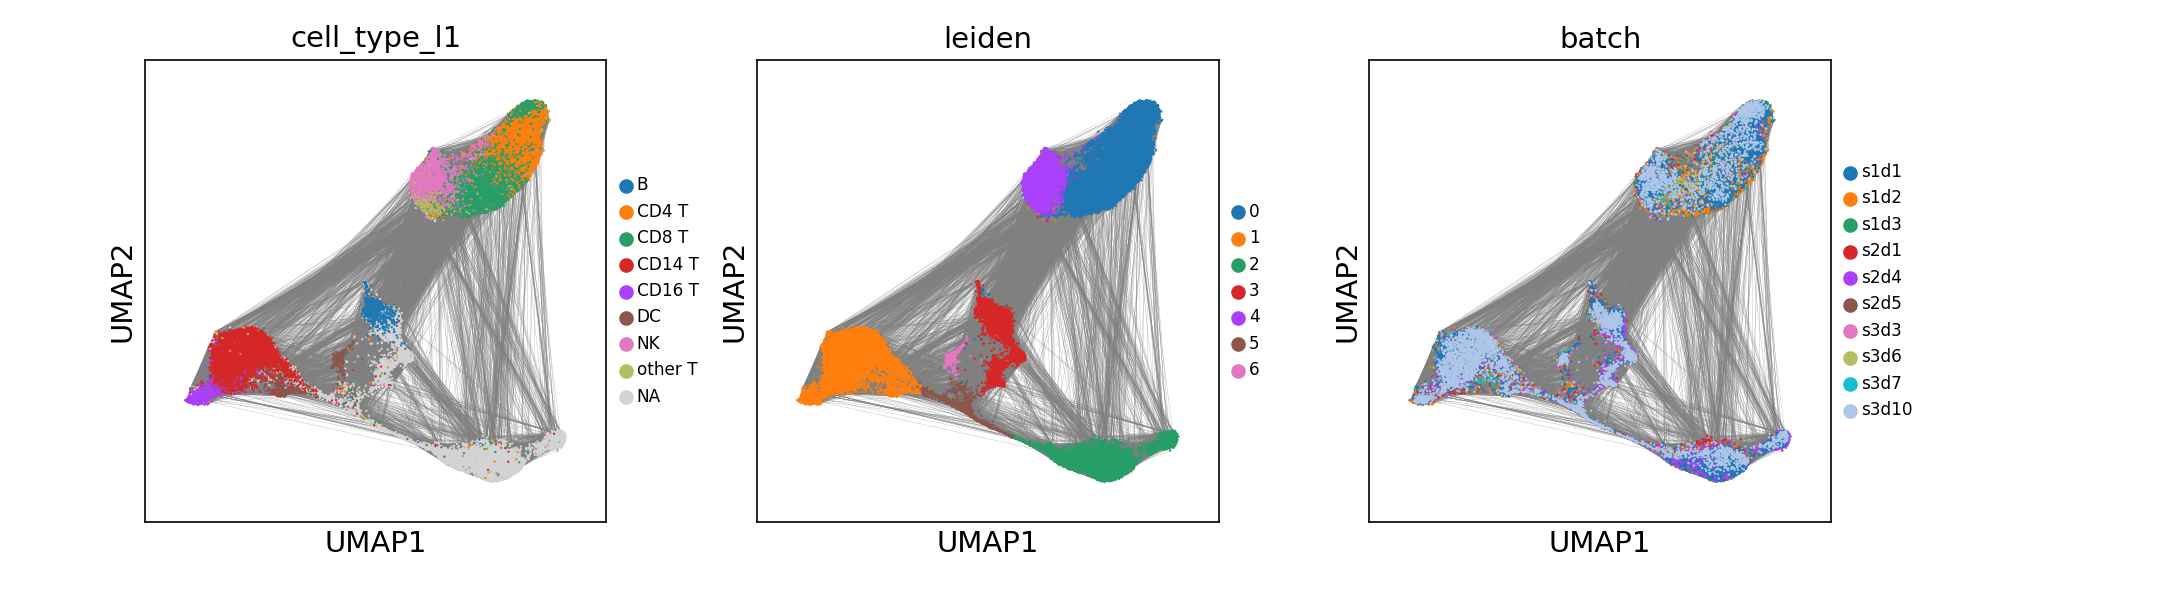 cell_type_l1
leiden
batch
UMAP2
UMAP1
B
CD4 T
CD8 T
CD14 T
CD16 T
DC
NK
other T
NA
UMAP2
UMAP1
0
1
2
3
4
5
6
UMAP2
UMAP1
s1d1
s1d2
s1d3
s2d1
s2d4
s2d5
s3d3
s3d6
s3d7
s3d10